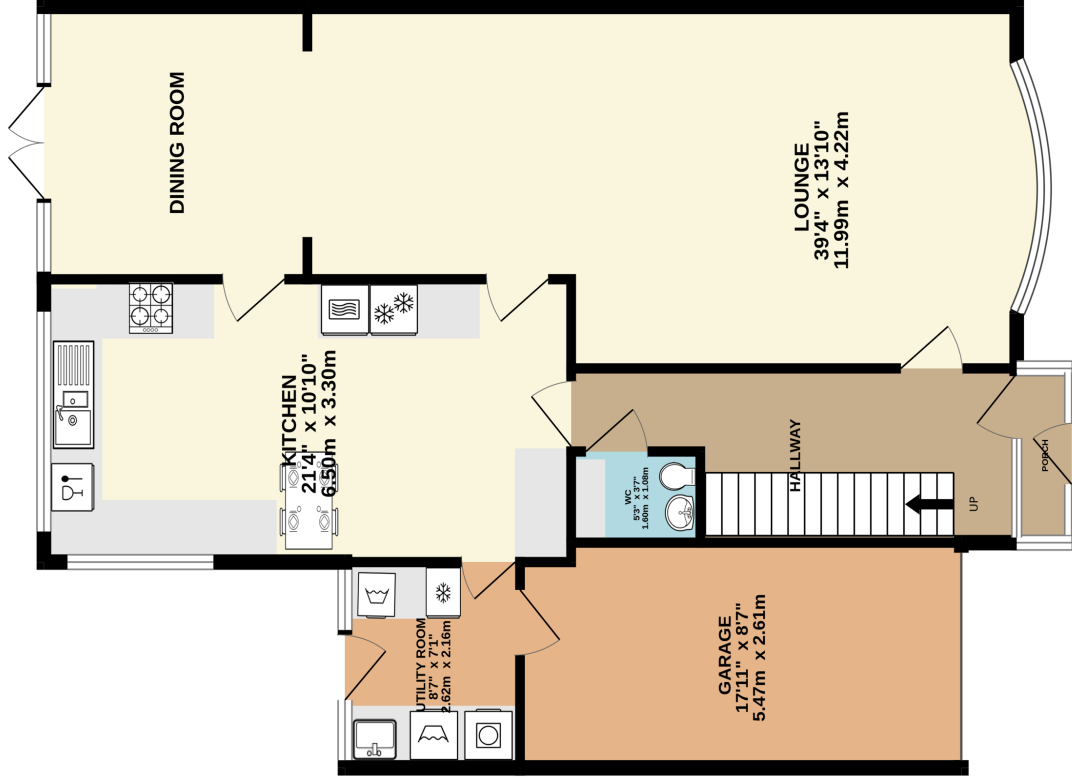 DINING ROOM
LOUNGE
39'4" x 13'10"
11.99m x 4.22m
KITCHEN
21'4" x 10'10"
6.50m x 3.30m
HALLWAY
PORCH
WC
5'3" x 3'7"
1.60m x 1.08m
UP
UTILITY ROOM
8'7" x 7'1"
2.62m x 2.16m
GARAGE
17'11" x 8'7"
5.47m x 2.61m